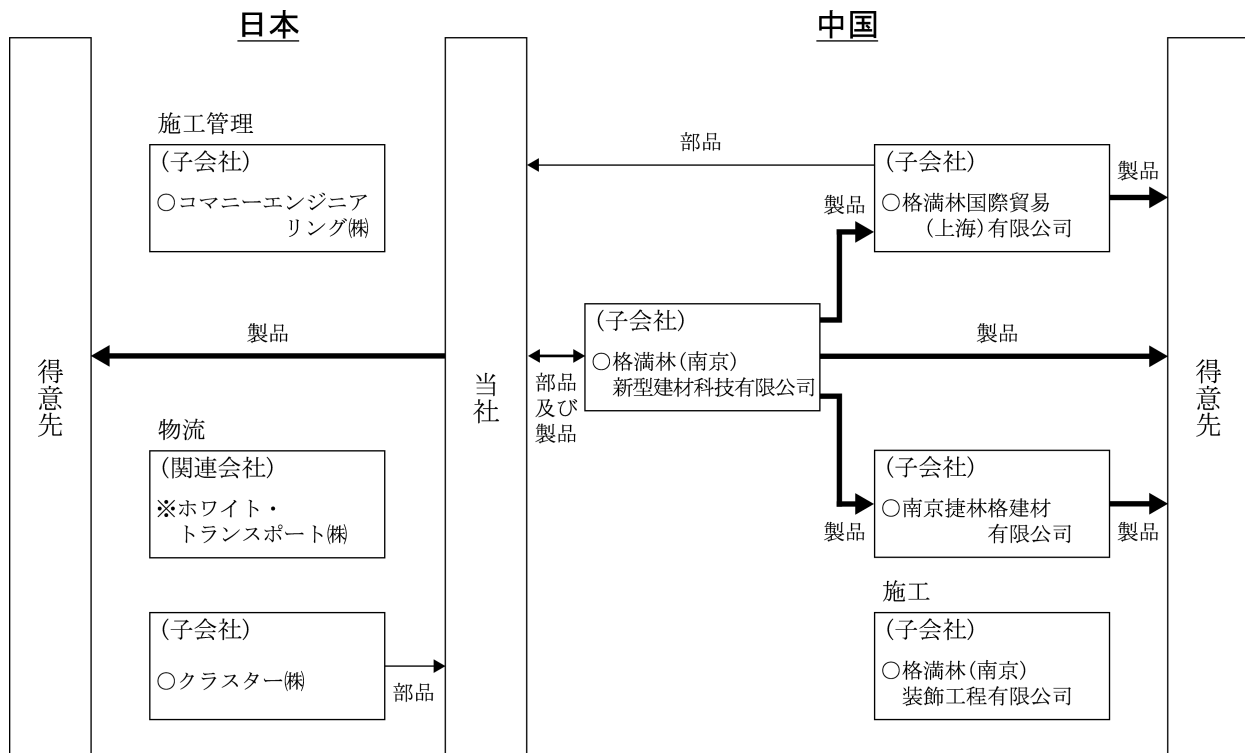 日本
中国
得意先
施工管理
(子会社)
○コマニーエンジニア
リング㈱
製品
物流
(関連会社)
※ホワイト・
トランスポート㈱
(子会社)
○クラスター㈱
部品
当社
部品
部品
及び
製品
(子会社)
○格満林(南京)
新型建材科技有限公司
製品
(子会社)
○格満林国際貿易
(上海)有限公司
製品
製品
製品
(子会社)
○南京捷林格建材
有限公司
製品
施工
(子会社)
○格満林(南京)
装飾工程有限公司
得意先